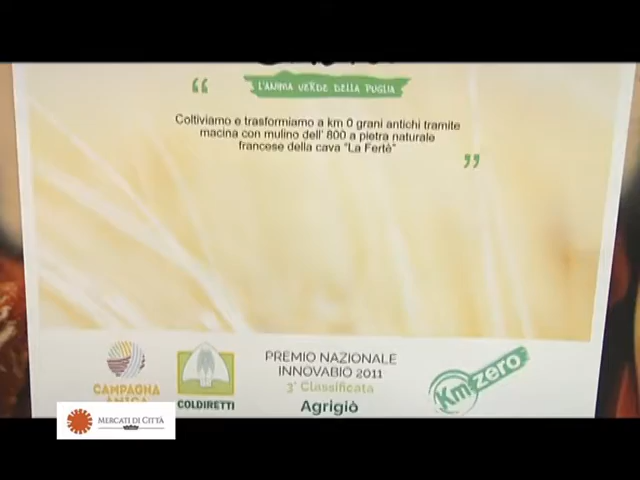 L'ANIMA VERDE DELLA PUGLIA
“
Coltiviamo e trasformiamo a km 0 grani antichi tramite
macina con mulino dell' 800 a pietra naturale
francese della cava "La Fertè"
”
CAMPAGNA
AMICA
COLDIRETTI
PREMIO NAZIONALE
INNOVABIO 2011
3° Classificata
Agrigiò
Km zero
MERCATI DI CITTÀ